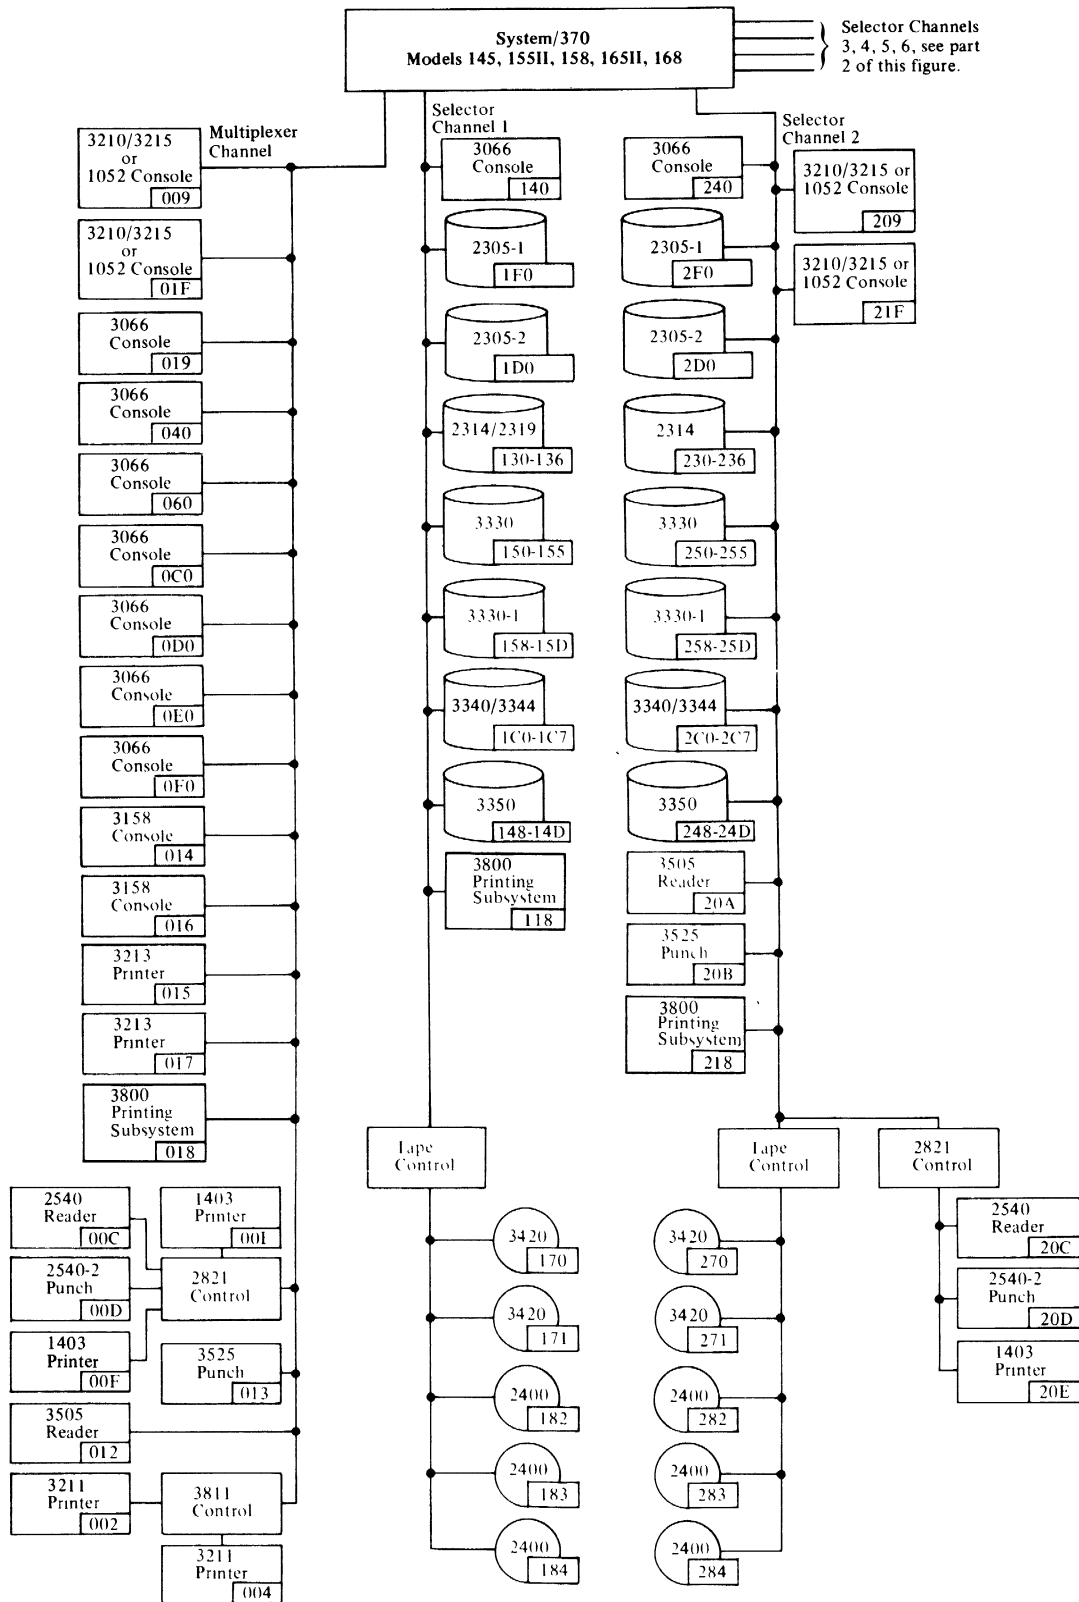 System/370
Models 145, 155II, 158, 165II, 168
Selector Channels
3, 4, 5, 6, see part
2 of this figure.
Multiplexer
Channel
3210/3215
or
1052 Console
009
3210/3215
or
1052 Console
01F
3066
Console
019
3066
Console
040
3066
Console
060
3066
Console
0C0
3066
Console
0D0
3066
Console
0E0
3066
Console
0F0
3158
Console
014
3158
Console
016
3213
Printer
015
3213
Printer
017
3800
Printing
Subsystem
018
2540
Reader
00C
1403
Printer
00E
2540-2
Punch
00D
2821
Control
1403
Printer
00F
3525
Punch
013
3505
Reader
012
3211
Printer
002
3811
Control
3211
Printer
004
Selector
Channel 1
3066
Console
140
2305-1
1F0
2305-2
1D0
2314/2319
130-136
3330
150-155
3330-1
158-15D
3340/3344
1C0-1C7
3350
148-14D
3800
Printing
Subsystem
118
Tape
Control
3420
170
3420
171
2400
182
2400
183
2400
184
Selector
Channel 2
3066
Console
240
3210/3215 or
1052 Console
209
2305-1
2F0
3210/3215 or
1052 Console
21F
2305-2
2D0
2314
230-236
3330
250-255
3330-1
258-25D
3340/3344
2C0-2C7
3350
248-24D
3505
Reader
20A
3525
Punch
20B
3800
Printing
Subsystem
218
Tape
Control
3420
270
3420
271
2400
282
2400
283
2400
284
2821
Control
2540
Reader
20C
2540-2
Punch
20D
1403
Printer
20E